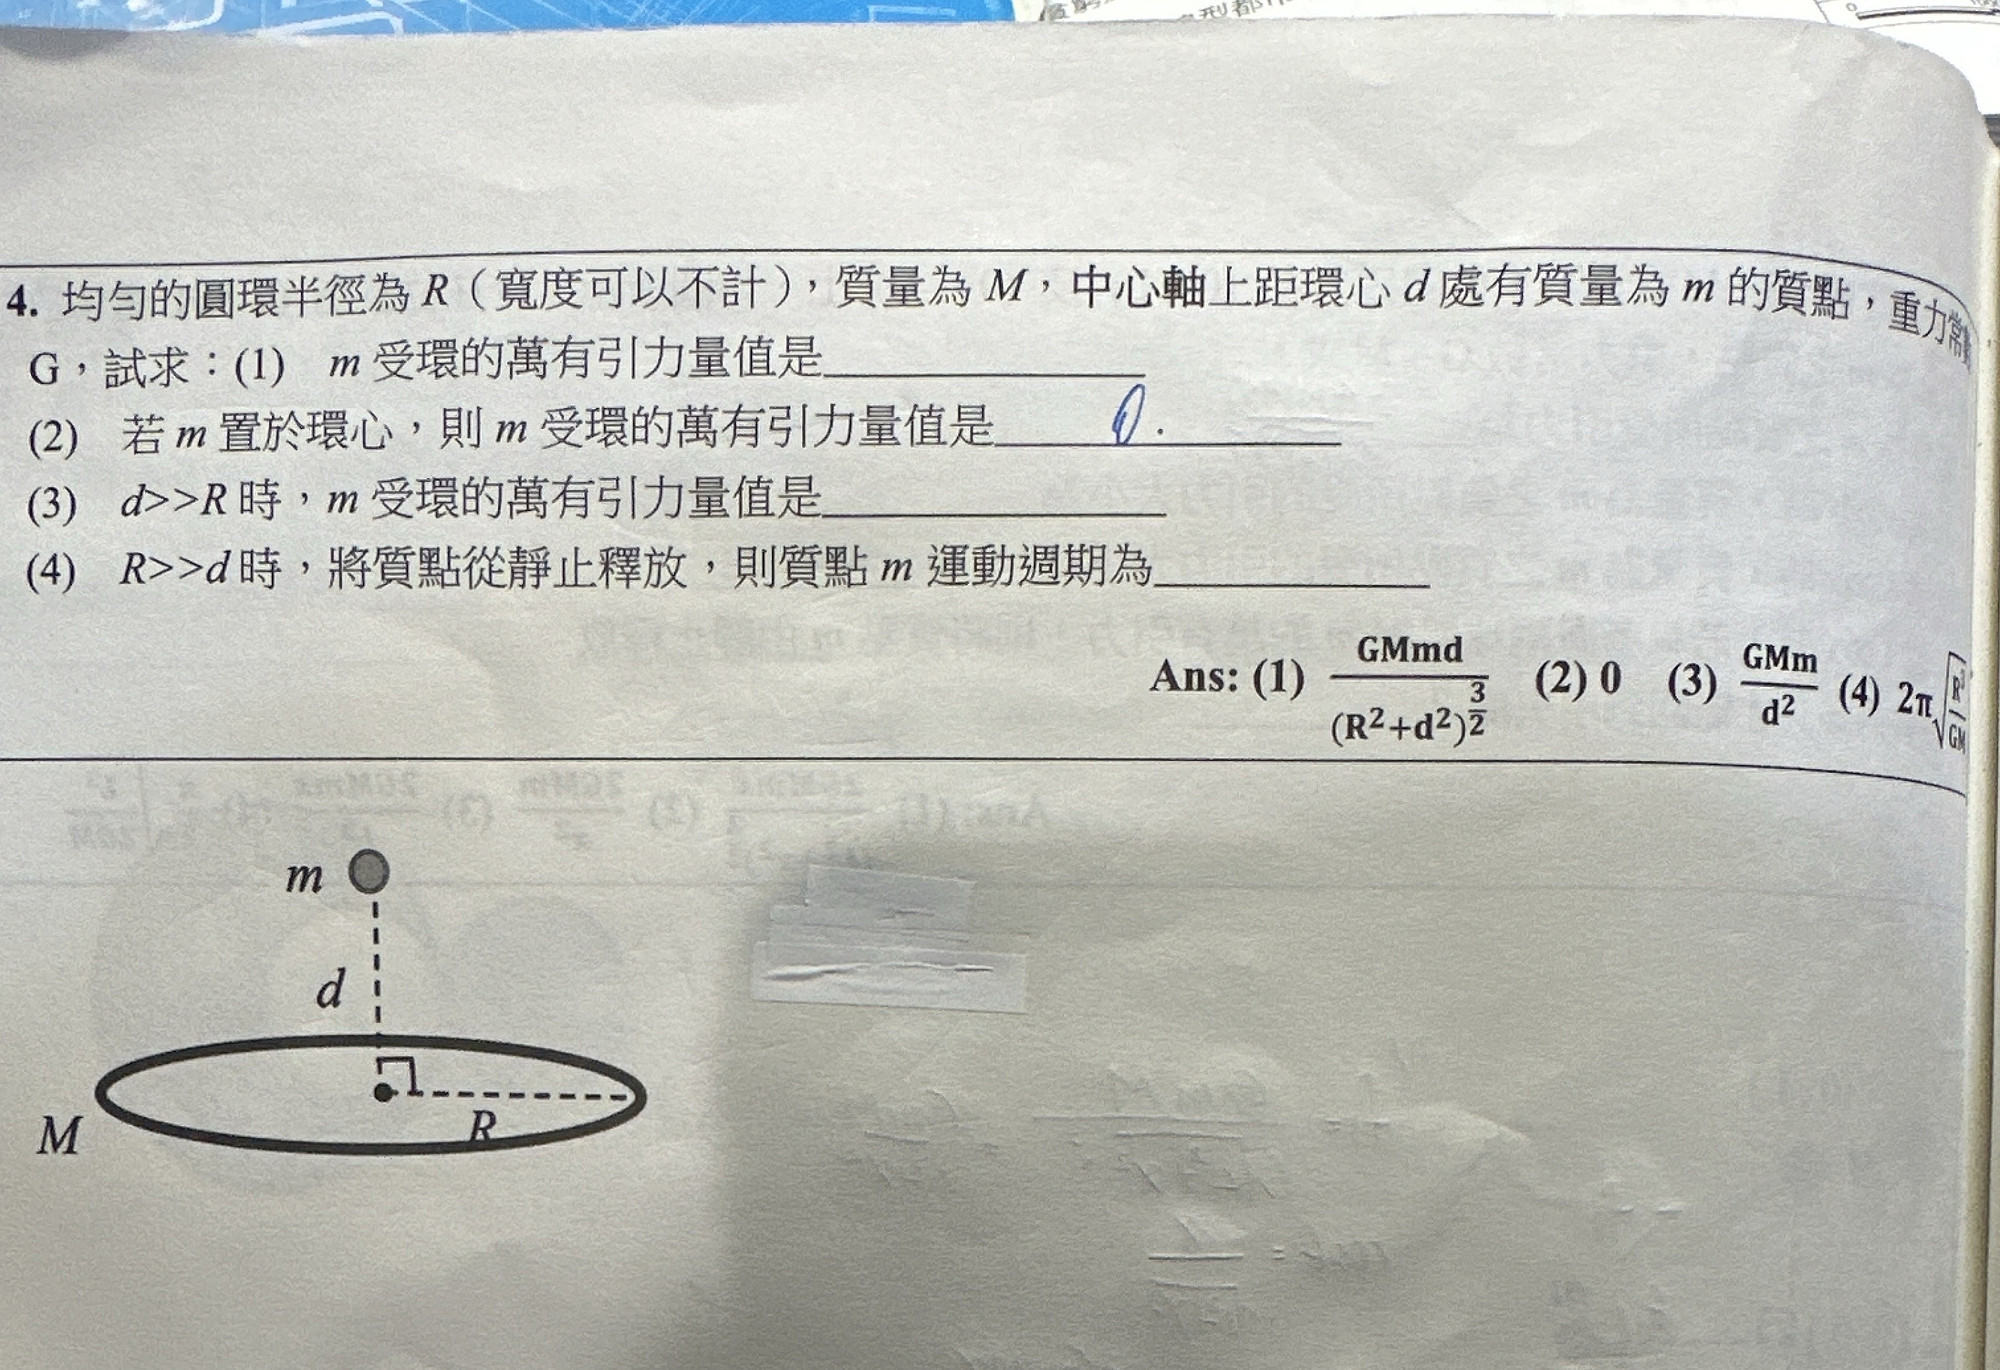 4. 均勻的圓環半徑為 R（寬度可以不計），質量為 M，中心軸上距環心 d 處有質量為 m 的質點，重力常數
G，試求：(1) m 受環的萬有引力量值是
(2) 若 m 置於環心，則 m 受環的萬有引力量值是 0.
(3) d>>R 時，m 受環的萬有引力量值是
(4) R>>d 時，將質點從靜止釋放，則質點 m 運動週期為
Ans: (1) GMmd/(R²+d²)^(3/2) (2) 0 (3) GMm/d² (4) 2π√(R³/GM)
m
d
R
M